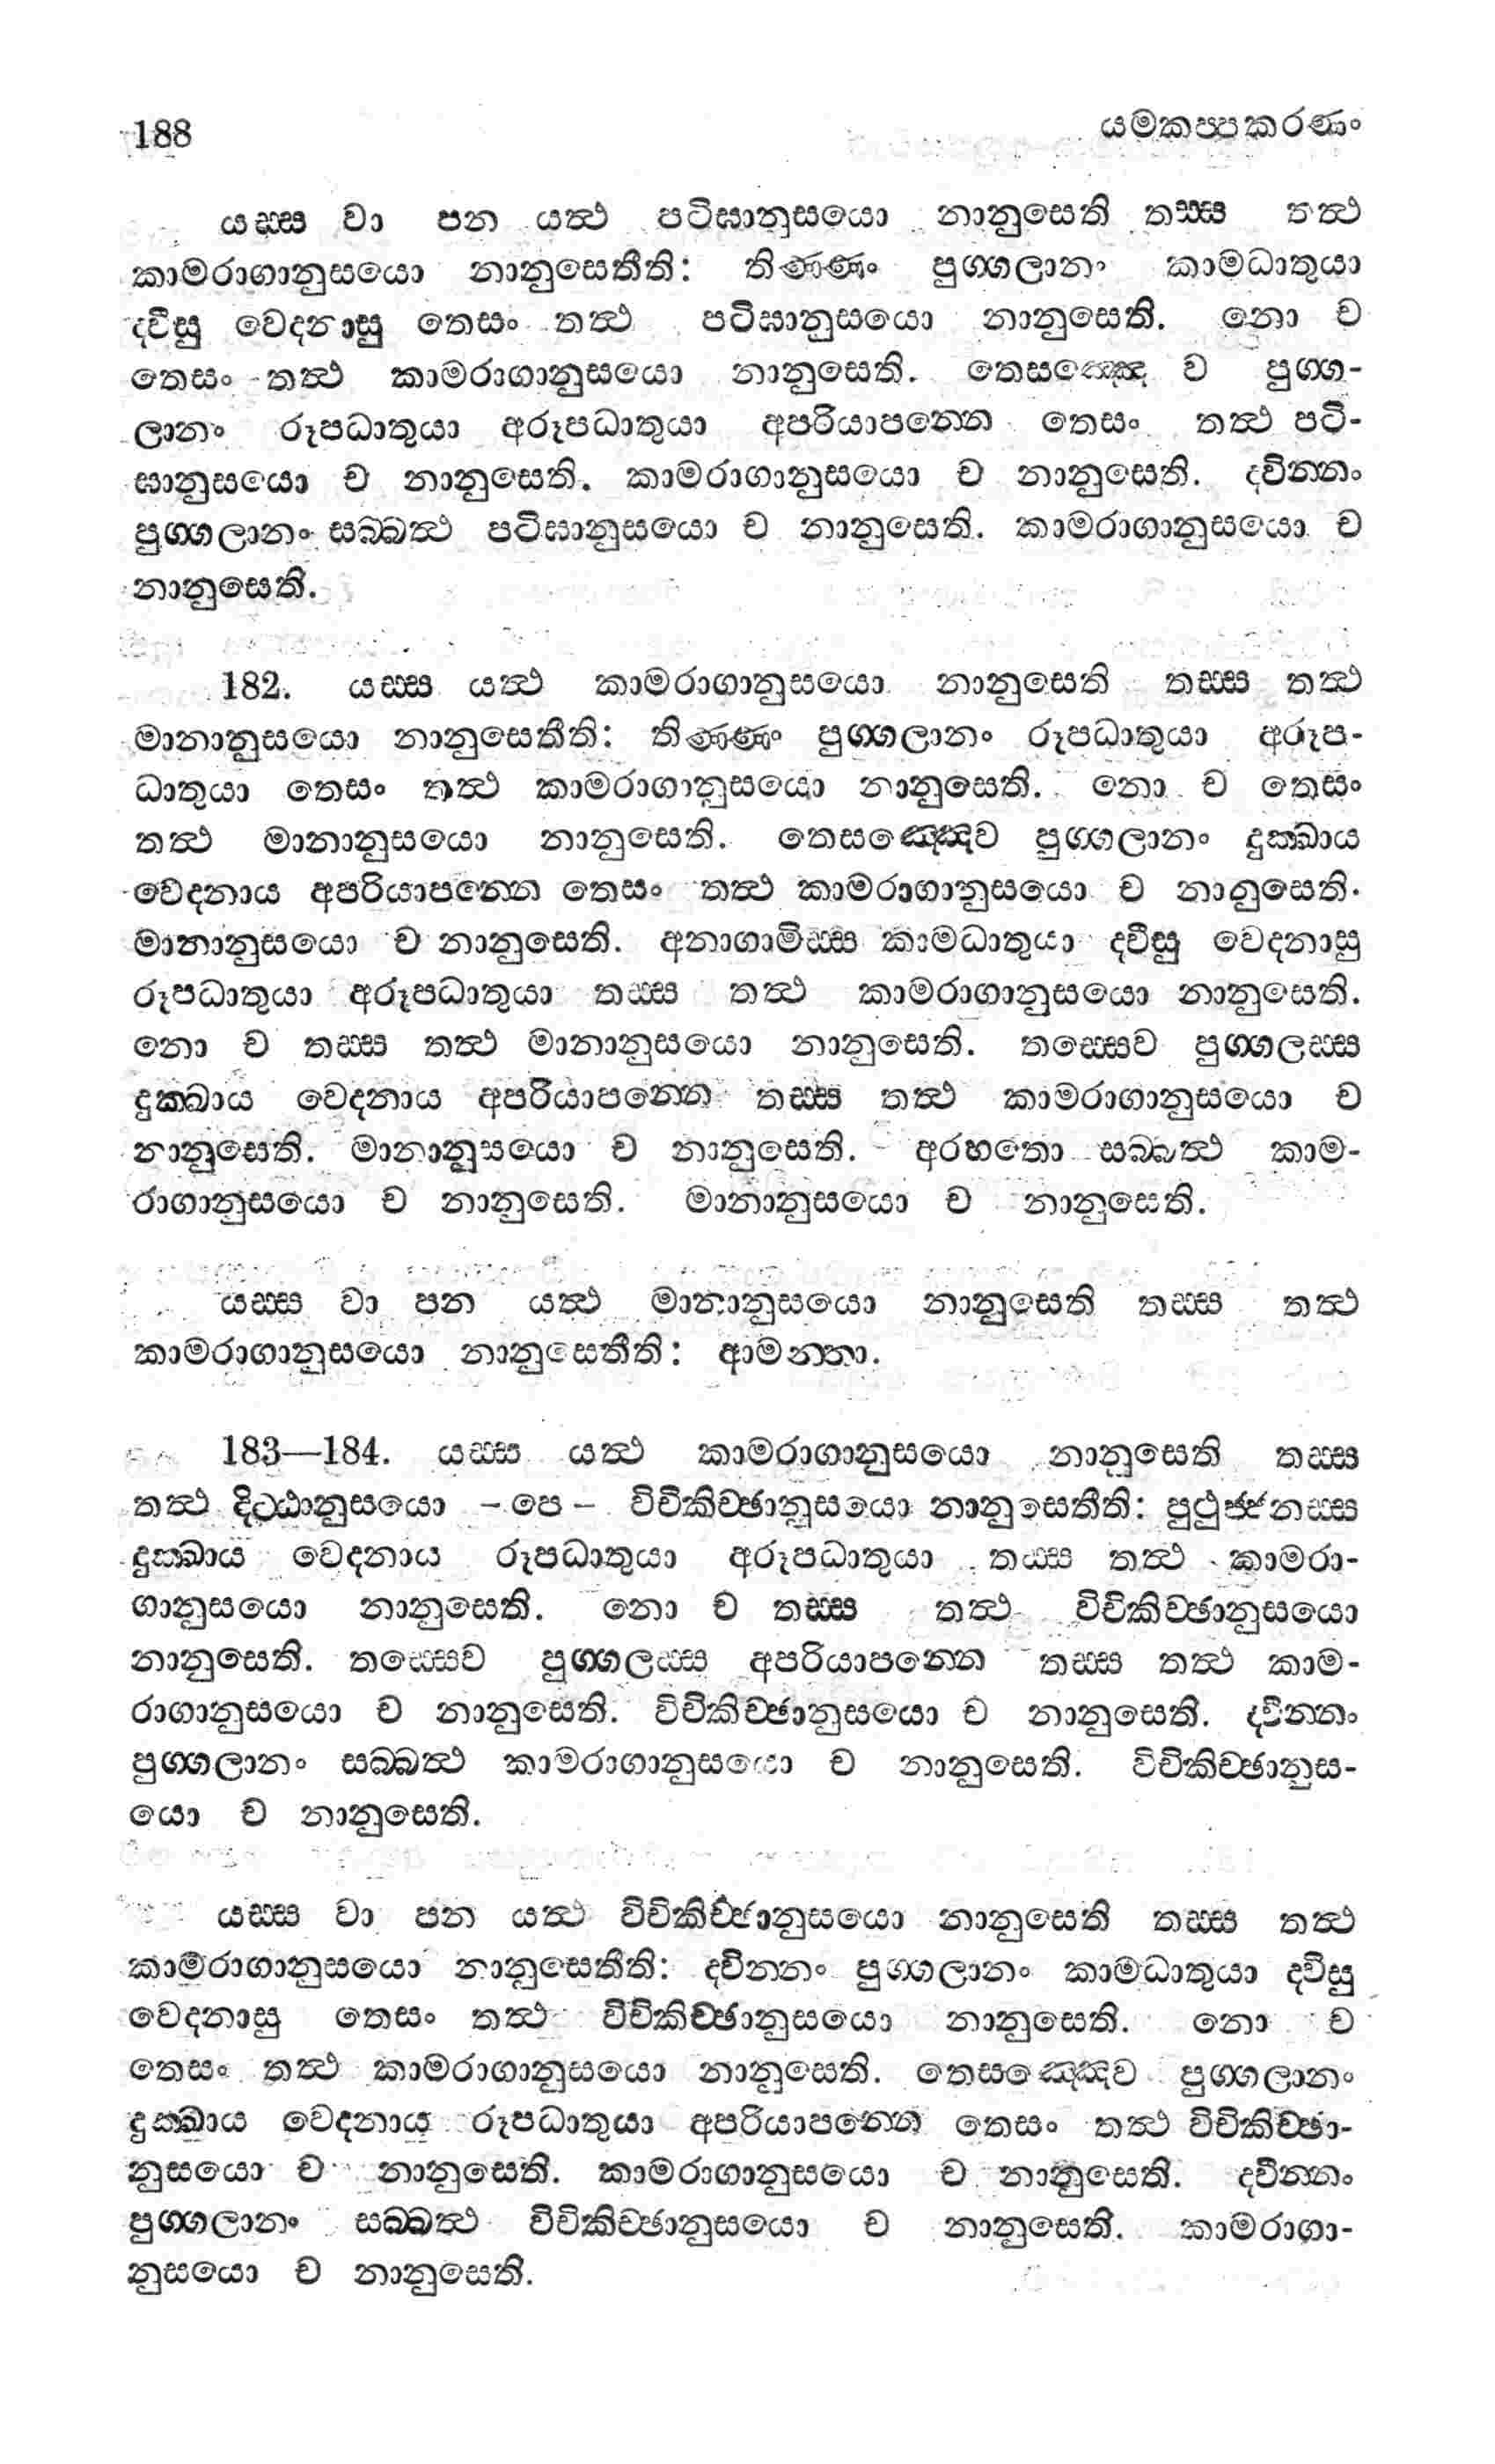 188 යමකප්පකරණං
යස්ස වා පන යත්ථ පටිඝානුසයො නානුසෙති තස්ස තත්ථ
කාමරාගානුසයො නානුසෙතීති: තිණ්ණං පුග්ගලානං කාමධාතුයා
ද්වීසු වෙදනාසු තෙසං තත්ථ පටිඝානුසයො නානුසෙති. නො ච
තෙසං තත්ථ කාමරාගානුසයො නානුසෙති. තෙසඤ්ඤෙ ව පුග්ග-
ලානං රූපධාතුයා අරූපධාතුයා අපරියාපන්නෙ තෙසං තත්ථ පටි-
ඝානුසයො ච නානුසෙති. කාමරාගානුසයො ච නානුසෙති. ද්වින්නං
පුග්ගලානං සබ්බත්ථ පටිඝානුසයො ච නානුසෙති. කාමරාගානුසයො ච
නානුසෙති.
182. යස්ස යත්ථ කාමරාගානුසයො නානුසෙති තස්ස තත්ථ
මානානුසයො නානුසෙතීති: තිණ්ණං පුග්ගලානං රූපධාතුයා අරූප-
ධාතුයා තෙසං තත්ථ කාමරාගානුසයො නානුසෙති. නො ච තෙසං
තත්ථ මානානුසයො නානුසෙති. තෙසඤ්ඤෙව පුග්ගලානං දුක්ඛාය
වෙදනාය අපරියාපන්නෙ තෙසං තත්ථ කාමරාගානුසයො ච නානුසෙති.
මානානුසයො ච නානුසෙති. අනාගාමිස්ස කාමධාතුයා ද්වීසු වෙදනාසු
රූපධාතුයා අරූපධාතුයා තස්ස තත්ථ කාමරාගානුසයො නානුසෙති.
නො ච තස්ස තත්ථ මානානුසයො නානුසෙති. තස්සෙව පුග්ගලස්ස
දුක්ඛාය වෙදනාය අපරියාපන්නෙ තස්ස තත්ථ කාමරාගානුසයො ච
නානුසෙති. මානානුසයො ච නානුසෙති. අරහතො සබ්බත්ථ කාම-
රාගානුසයො ච නානුසෙති. මානානුසයො ච නානුසෙති.
යස්ස වා පන යත්ථ මානානුසයො නානුසෙති තස්ස තත්ථ
කාමරාගානුසයො නානුසෙතීති: ආමන්තා.
183—184. යස්ස යත්ථ කාමරාගානුසයො නානුසෙති තස්ස
තත්ථ දිට්ඨානුසයො - පෙ - විචිකිච්ඡානුසයො නානුසෙතීති: පුථුජ්ජනස්ස
දුක්ඛාය වෙදනාය රූපධාතුයා අරූපධාතුයා තස්ස තත්ථ කාමරා-
ගානුසයො නානුසෙති. නො ච තස්ස තත්ථ විචිකිච්ඡානුසයො
නානුසෙති. තස්සෙව පුග්ගලස්ස අපරියාපන්නෙ තස්ස තත්ථ කාම-
රාගානුසයො ච නානුසෙති. විචිකිච්ඡානුසයො ච නානුසෙති. ද්වින්නං
පුග්ගලානං සබ්බත්ථ කාමරාගානුසයො ච නානුසෙති. විචිකිච්ඡානුස-
යො ච නානුසෙති.
යස්ස වා පන යත්ථ විචිකිච්ඡානුසයො නානුසෙති තස්ස තත්ථ
කාමරාගානුසයො නානුසෙතීති: ද්වින්නං පුග්ගලානං කාමධාතුයා ද්විසු
වෙදනාසු තෙසං තත්ථ විචිකිච්ඡානුසයො නානුසෙති. නො ච
තෙසං තත්ථ කාමරාගානුසයො නානුසෙති. තෙසඤ්ඤෙව පුග්ගලානං
දුක්ඛාය වෙදනාය රූපධාතුයා අපරියාපන්නෙ තෙසං තත්ථ විචිකිච්ඡා-
නුසයො ච නානුසෙති. කාමරාගානුසයො ච නානුසෙති. ද්වින්නං
පුග්ගලානං සබ්බත්ථ විචිකිච්ඡානුසයො ච නානුසෙති. කාමරාගා-
නුසයො ච නානුසෙති.